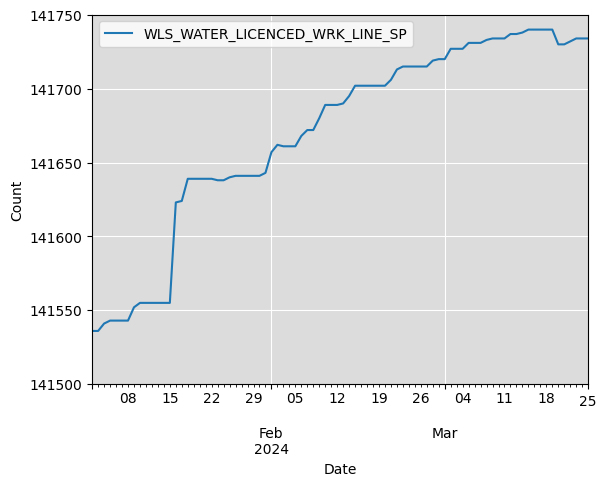 WLS_WATER_LICENCED_WRK_LINE_SP
141750
141700
141650
141600
141550
141500
Count
08 15 22 29 05 12 19 26 04 11 18 25
Feb Mar
2024
Date